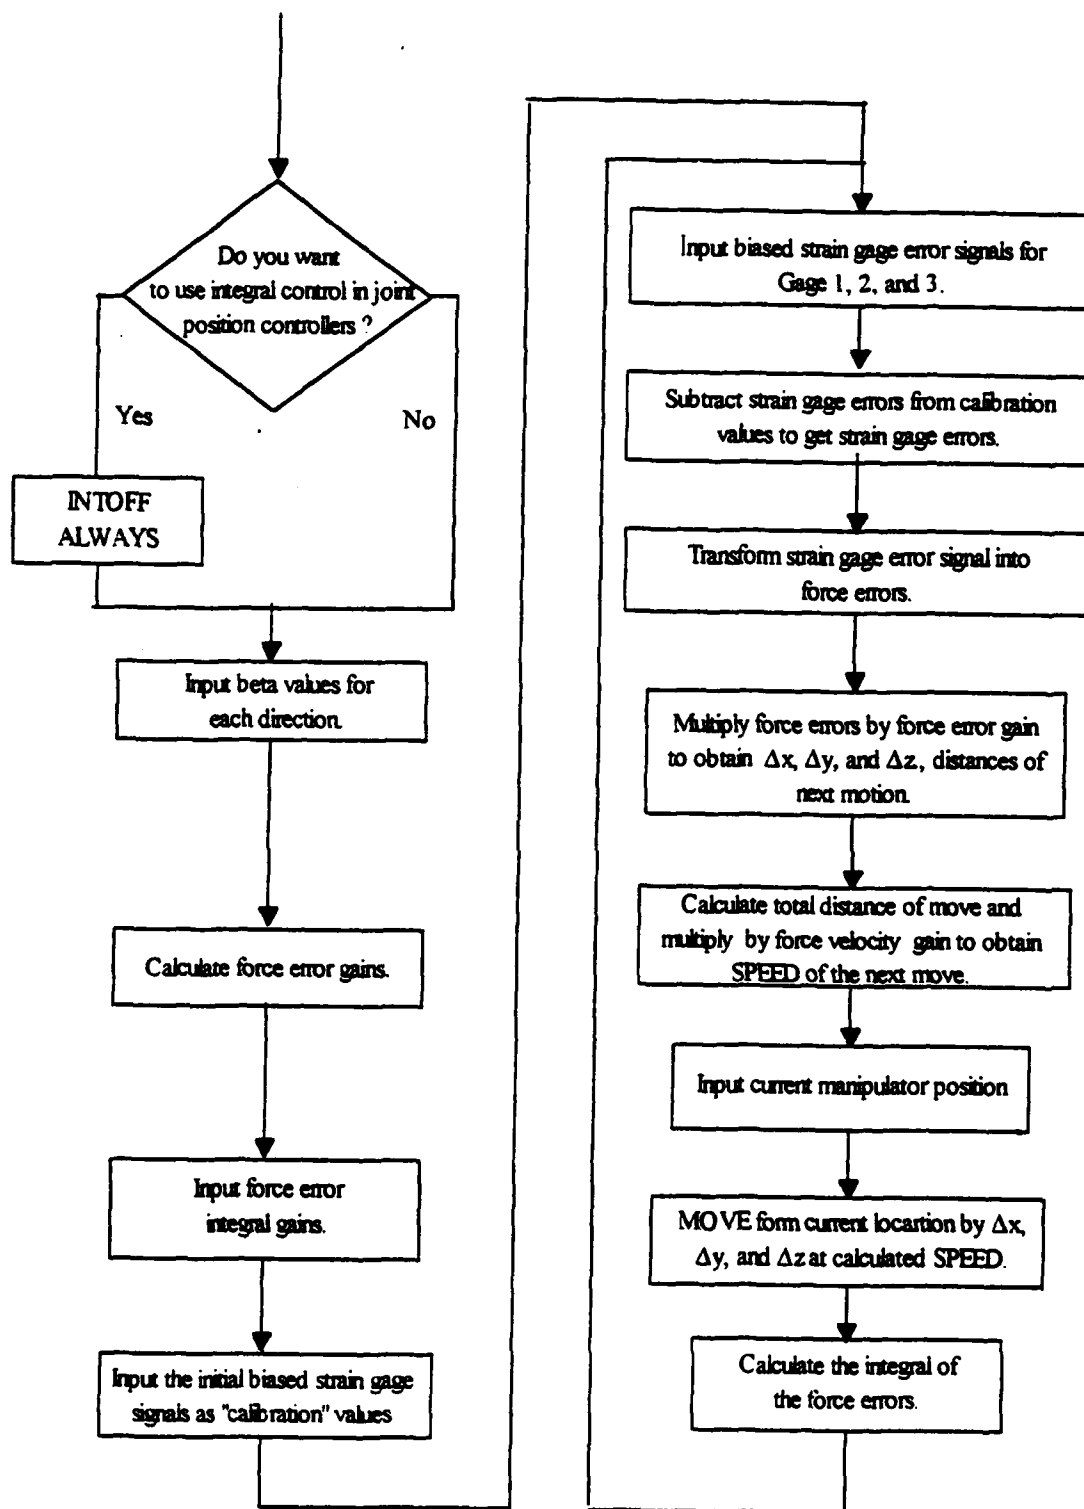 Do you want
to use integral control in joint
position controllers ?
Yes
No
INTOFF
ALWAYS
Input beta values for
each direction.
Calculate force error gains.
Input force error
integral gains.
Input the initial biased strain gage
signals as "calibration" values
Input biased strain gage error signals for
Gage 1, 2, and 3.
Subtract strain gage errors from calibration
values to get strain gage errors.
Transform strain gage error signal into
force errors.
Multiply force errors by force error gain
to obtain Δx, Δy, and Δz, distances of
next motion.
Calculate total distance of move and
multiply by force velocity gain to obtain
SPEED of the next move.
Input current manipulator position
MOVE form current locartion by Δx,
Δy, and Δz at calculated SPEED.
Calculate the integral of
the force errors.